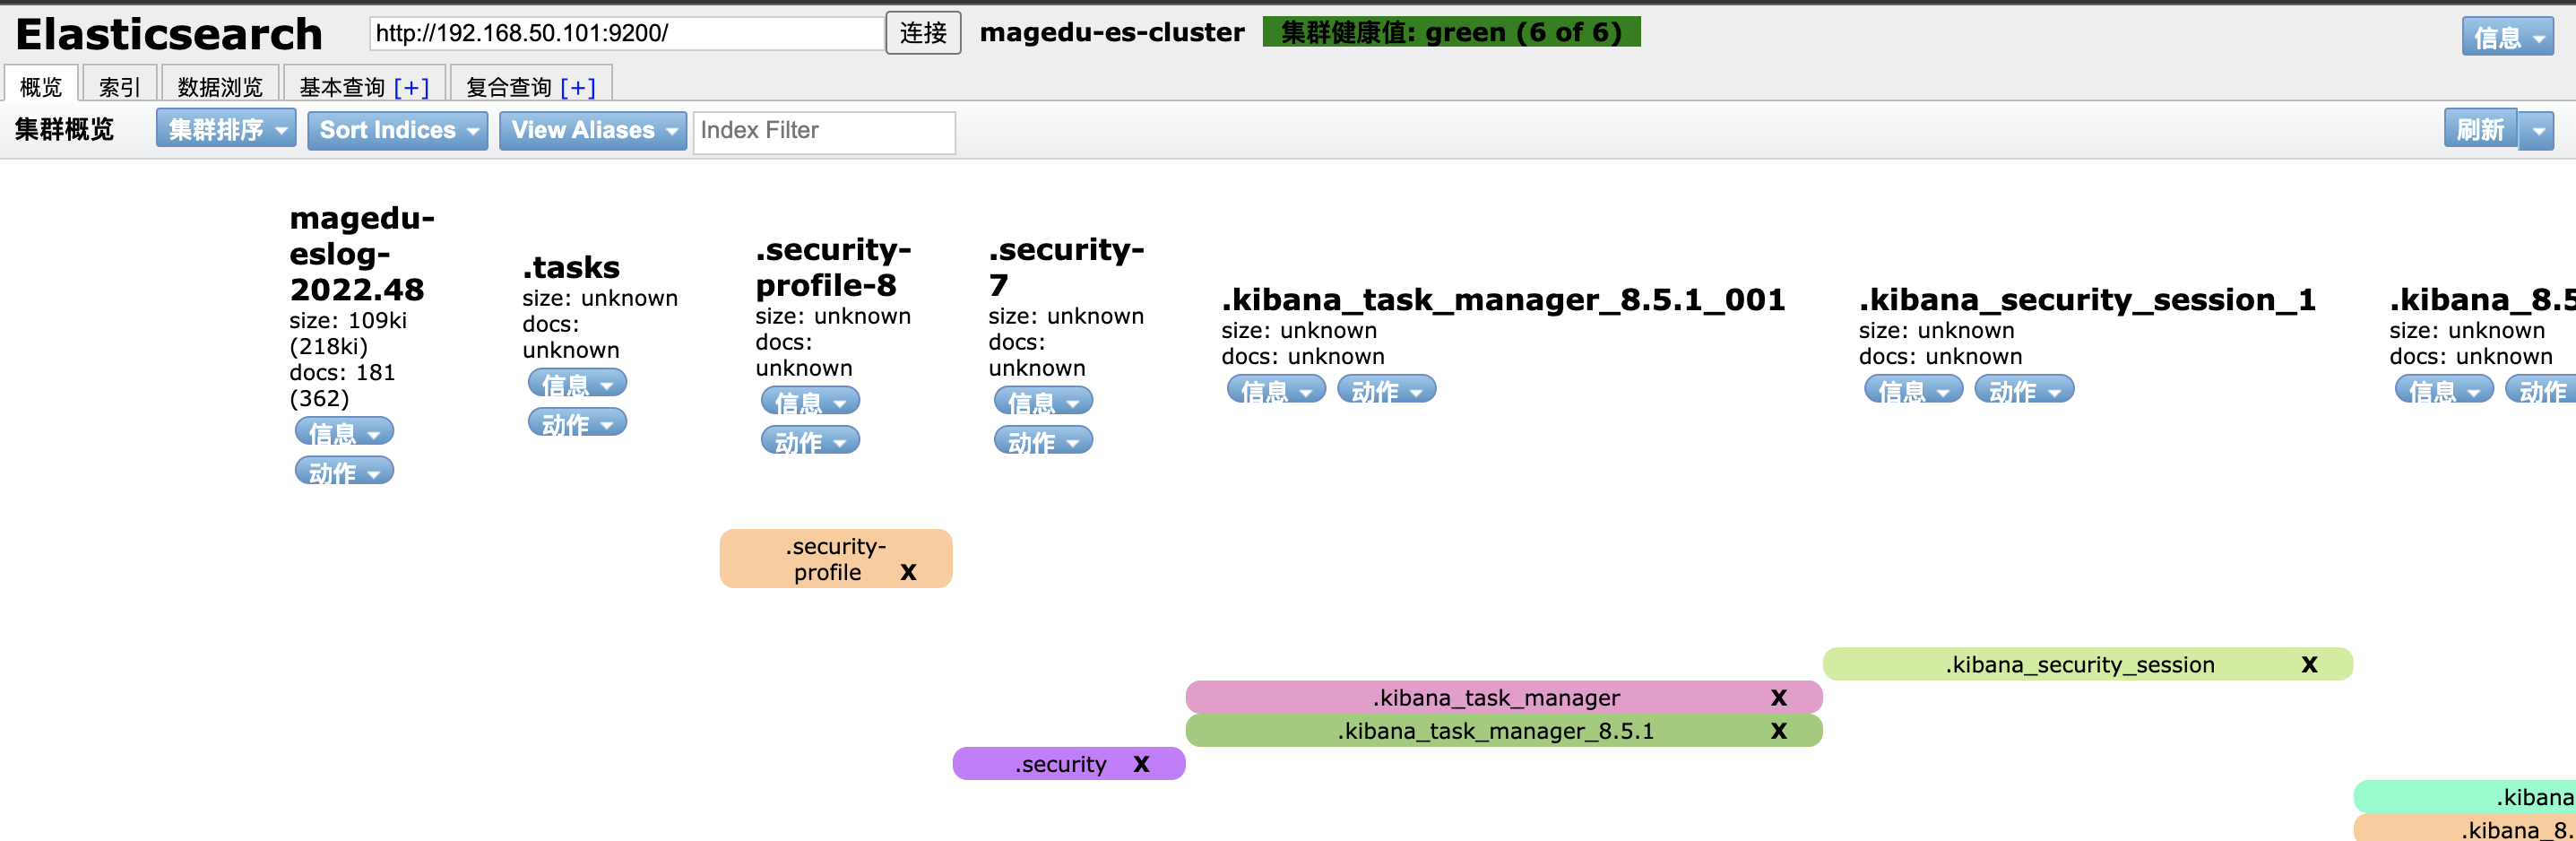 Elasticsearch
http://192.168.50.101:9200/
连接
magedu-es-cluster
集群健康值: green (6 of 6)
信息
概览
索引
数据浏览
基本查询 [+]
复合查询 [+]
集群概览
集群排序
Sort Indices
View Aliases
Index Filter
刷新
magedu-
eslog-
2022.48
size: 109ki
(218ki)
docs: 181
(362)
信息
动作
.tasks
size: unknown
docs:
unknown
信息
动作
.security-
profile-8
size: unknown
docs:
unknown
信息
动作
.security-
7
size: unknown
docs:
unknown
信息
动作
.kibana_task_manager_8.5.1_001
size: unknown
docs: unknown
信息
动作
.kibana_security_session_1
size: unknown
docs: unknown
信息
动作
.kibana_8.5
size: unknown
docs: unknown
信息
动作
.security-
profile X
.kibana_security_session X
.kibana_task_manager X
.kibana_task_manager_8.5.1 X
.security X
.kibana
.kibana_8.